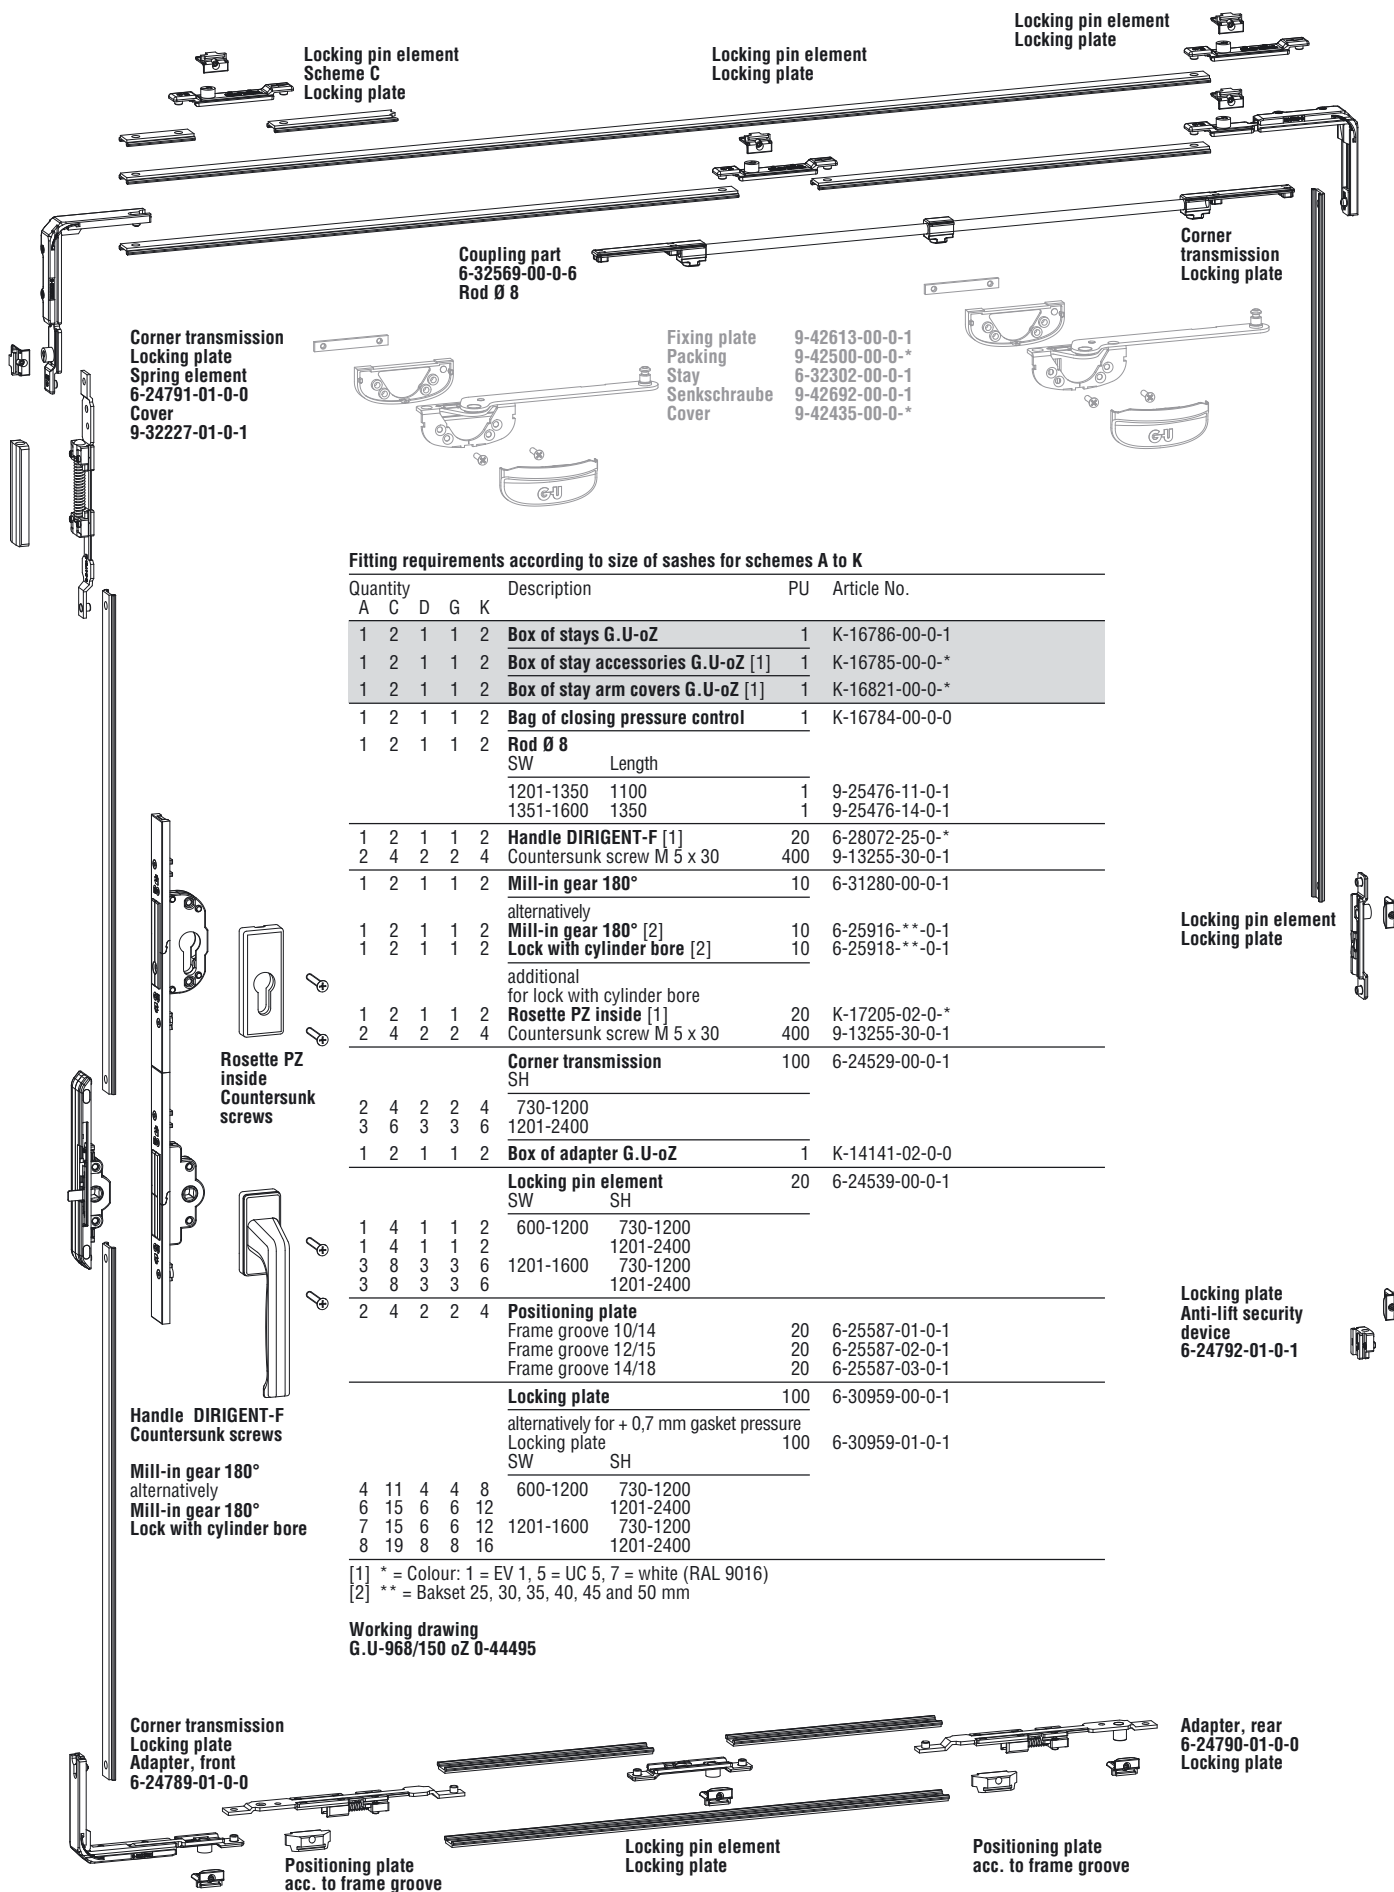 Locking pin element
Locking plate
Locking pin element
Scheme C
Locking plate
Locking pin element
Locking plate
Corner
transmission
Locking plate
Coupling part
6-32569-00-0-6
Rod Ø 8
Corner transmission
Locking plate
Spring element
6-24791-01-0-0
Cover
9-32227-01-0-1
Fixing plate 9-42613-00-0-1
Packing 9-42500-00-0-*
Stay 6-32302-00-0-1
Senkschraube 9-42692-00-0-1
Cover 9-42435-00-0-*
G-U
G-U
Fitting requirements according to size of sashes for schemes A to K
Quantity Description PU Article No.
A C D G K
1 2 1 1 2 Box of stays G.U-oZ 1 K-16786-00-0-1
1 2 1 1 2 Box of stay accessories G.U-oZ [1] 1 K-16785-00-0-*
1 2 1 1 2 Box of stay arm covers G.U-oZ [1] 1 K-16821-00-0-*
1 2 1 1 2 Bag of closing pressure control 1 K-16784-00-0-0
1 2 1 1 2 Rod Ø 8
SW Length
1201-1350 1100 1 9-25476-11-0-1
1351-1600 1350 1 9-25476-14-0-1
1 2 1 1 2 Handle DIRIGENT-F [1] 20 6-28072-25-0-*
2 4 2 2 4 Countersunk screw M 5 x 30 400 9-13255-30-0-1
1 2 1 1 2 Mill-in gear 180° 10 6-31280-00-0-1
alternatively
1 2 1 1 2 Mill-in gear 180° [2] 10 6-25916-**-0-1
1 2 1 1 2 Lock with cylinder bore [2] 10 6-25918-**-0-1
additional
for lock with cylinder bore
1 2 1 1 2 Rosette PZ inside [1] 20 K-17205-02-0-*
2 4 2 2 4 Countersunk screw M 5 x 30 400 9-13255-30-0-1
Corner transmission 100 6-24529-00-0-1
SH
2 4 2 2 4 730-1200
3 6 3 3 6 1201-2400
1 2 1 1 2 Box of adapter G.U-oZ 1 K-14141-02-0-0
Locking pin element 20 6-24539-00-0-1
SW SH
1 4 1 1 2 600-1200 730-1200
1 4 1 1 2 1201-2400
3 8 3 3 6 1201-1600 730-1200
3 8 3 3 6 1201-2400
2 4 2 2 4 Positioning plate
Frame groove 10/14 20 6-25587-01-0-1
Frame groove 12/15 20 6-25587-02-0-1
Frame groove 14/18 20 6-25587-03-0-1
Locking plate 100 6-30959-00-0-1
alternatively for + 0,7 mm gasket pressure
Locking plate 100 6-30959-01-0-1
SW SH
4 11 4 4 8 600-1200 730-1200
6 15 6 6 12 1201-2400
7 15 6 6 12 1201-1600 730-1200
8 19 8 8 16 1201-2400
[1] * = Colour: 1 = EV 1, 5 = UC 5, 7 = white (RAL 9016)
[2] ** = Bakset 25, 30, 35, 40, 45 and 50 mm
Working drawing
G.U-968/150 oZ 0-44495
Rosette PZ
inside
Countersunk
screws
Handle DIRIGENT-F
Countersunk screws
Mill-in gear 180°
alternatively
Mill-in gear 180°
Lock with cylinder bore
Locking pin element
Locking plate
Locking plate
Anti-lift security
device
6-24792-01-0-1
Corner transmission
Locking plate
Adapter, front
6-24789-01-0-0
Adapter, rear
6-24790-01-0-0
Locking plate
Positioning plate
acc. to frame groove
Locking pin element
Locking plate
Positioning plate
acc. to frame groove